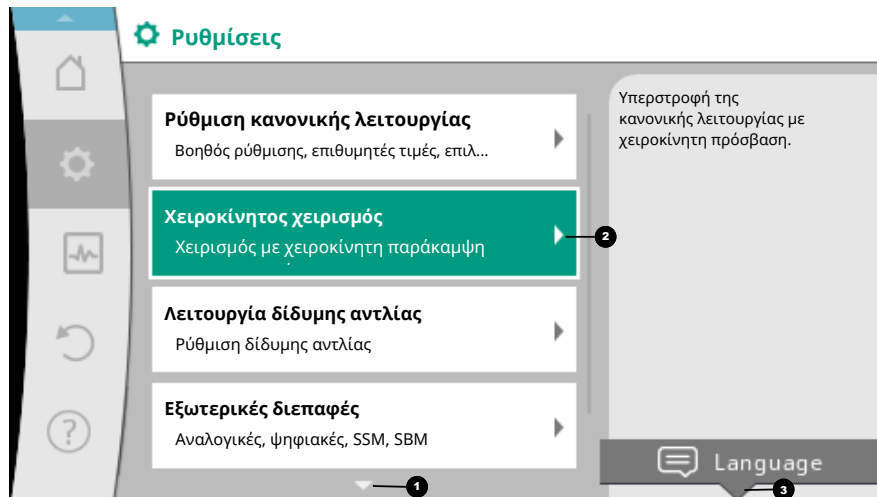 Ρυθμίσεις
Ρύθμιση κανονικής λειτουργίας
Βοηθός ρύθμισης, επιθυμητές τιμές, επιλ...
Χειροκίνητος χειρισμός
Χειρισμός με χειροκίνητη παράκαμψη
2
Λειτουργία δίδυμης αντλίας
Ρύθμιση δίδυμης αντλίας
Εξωτερικές διεπαφές
Αναλογικές, ψηφιακές, SSM, SBM
1
Υπερστροφή της
κανονικής λειτουργίας με
χειροκίνητη πρόσβαση.
Language
3
?